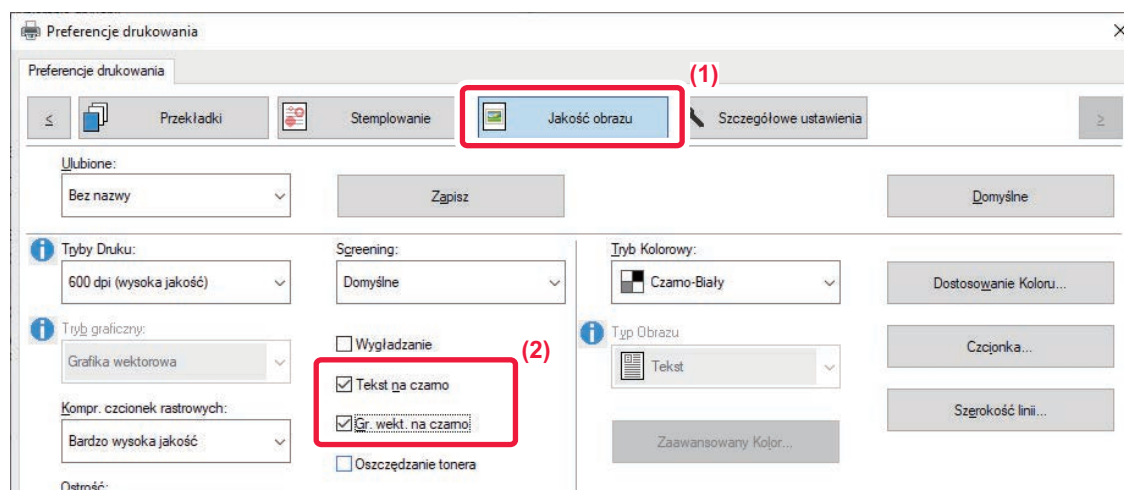 Preferencje drukowania
Preferencje drukowania
(1)
< Przekładki Stemplowanie Jakość obrazu Szczegółowe ustawienia >
Ulubione:
Bez nazwy Zapisz Domyślne
Tryby Druku: Screening: Tryb Kolorowy:
600 dpi (wysoka jakość) Domyślne Czarno-Biały Dostosowanie Koloru...
Tryb graficzny: Wygładzanie (2) Typ Obrazu
Grafika wektorowa Tekst na czarno Tekst Czcionka...
Kompr. czcionek rastrowych: Gr. wekt. na czarno Szerokość linii...
Bardzo wysoka jakość Oszczędzanie tonera Zaawansowany Kolor...
Ostrość: